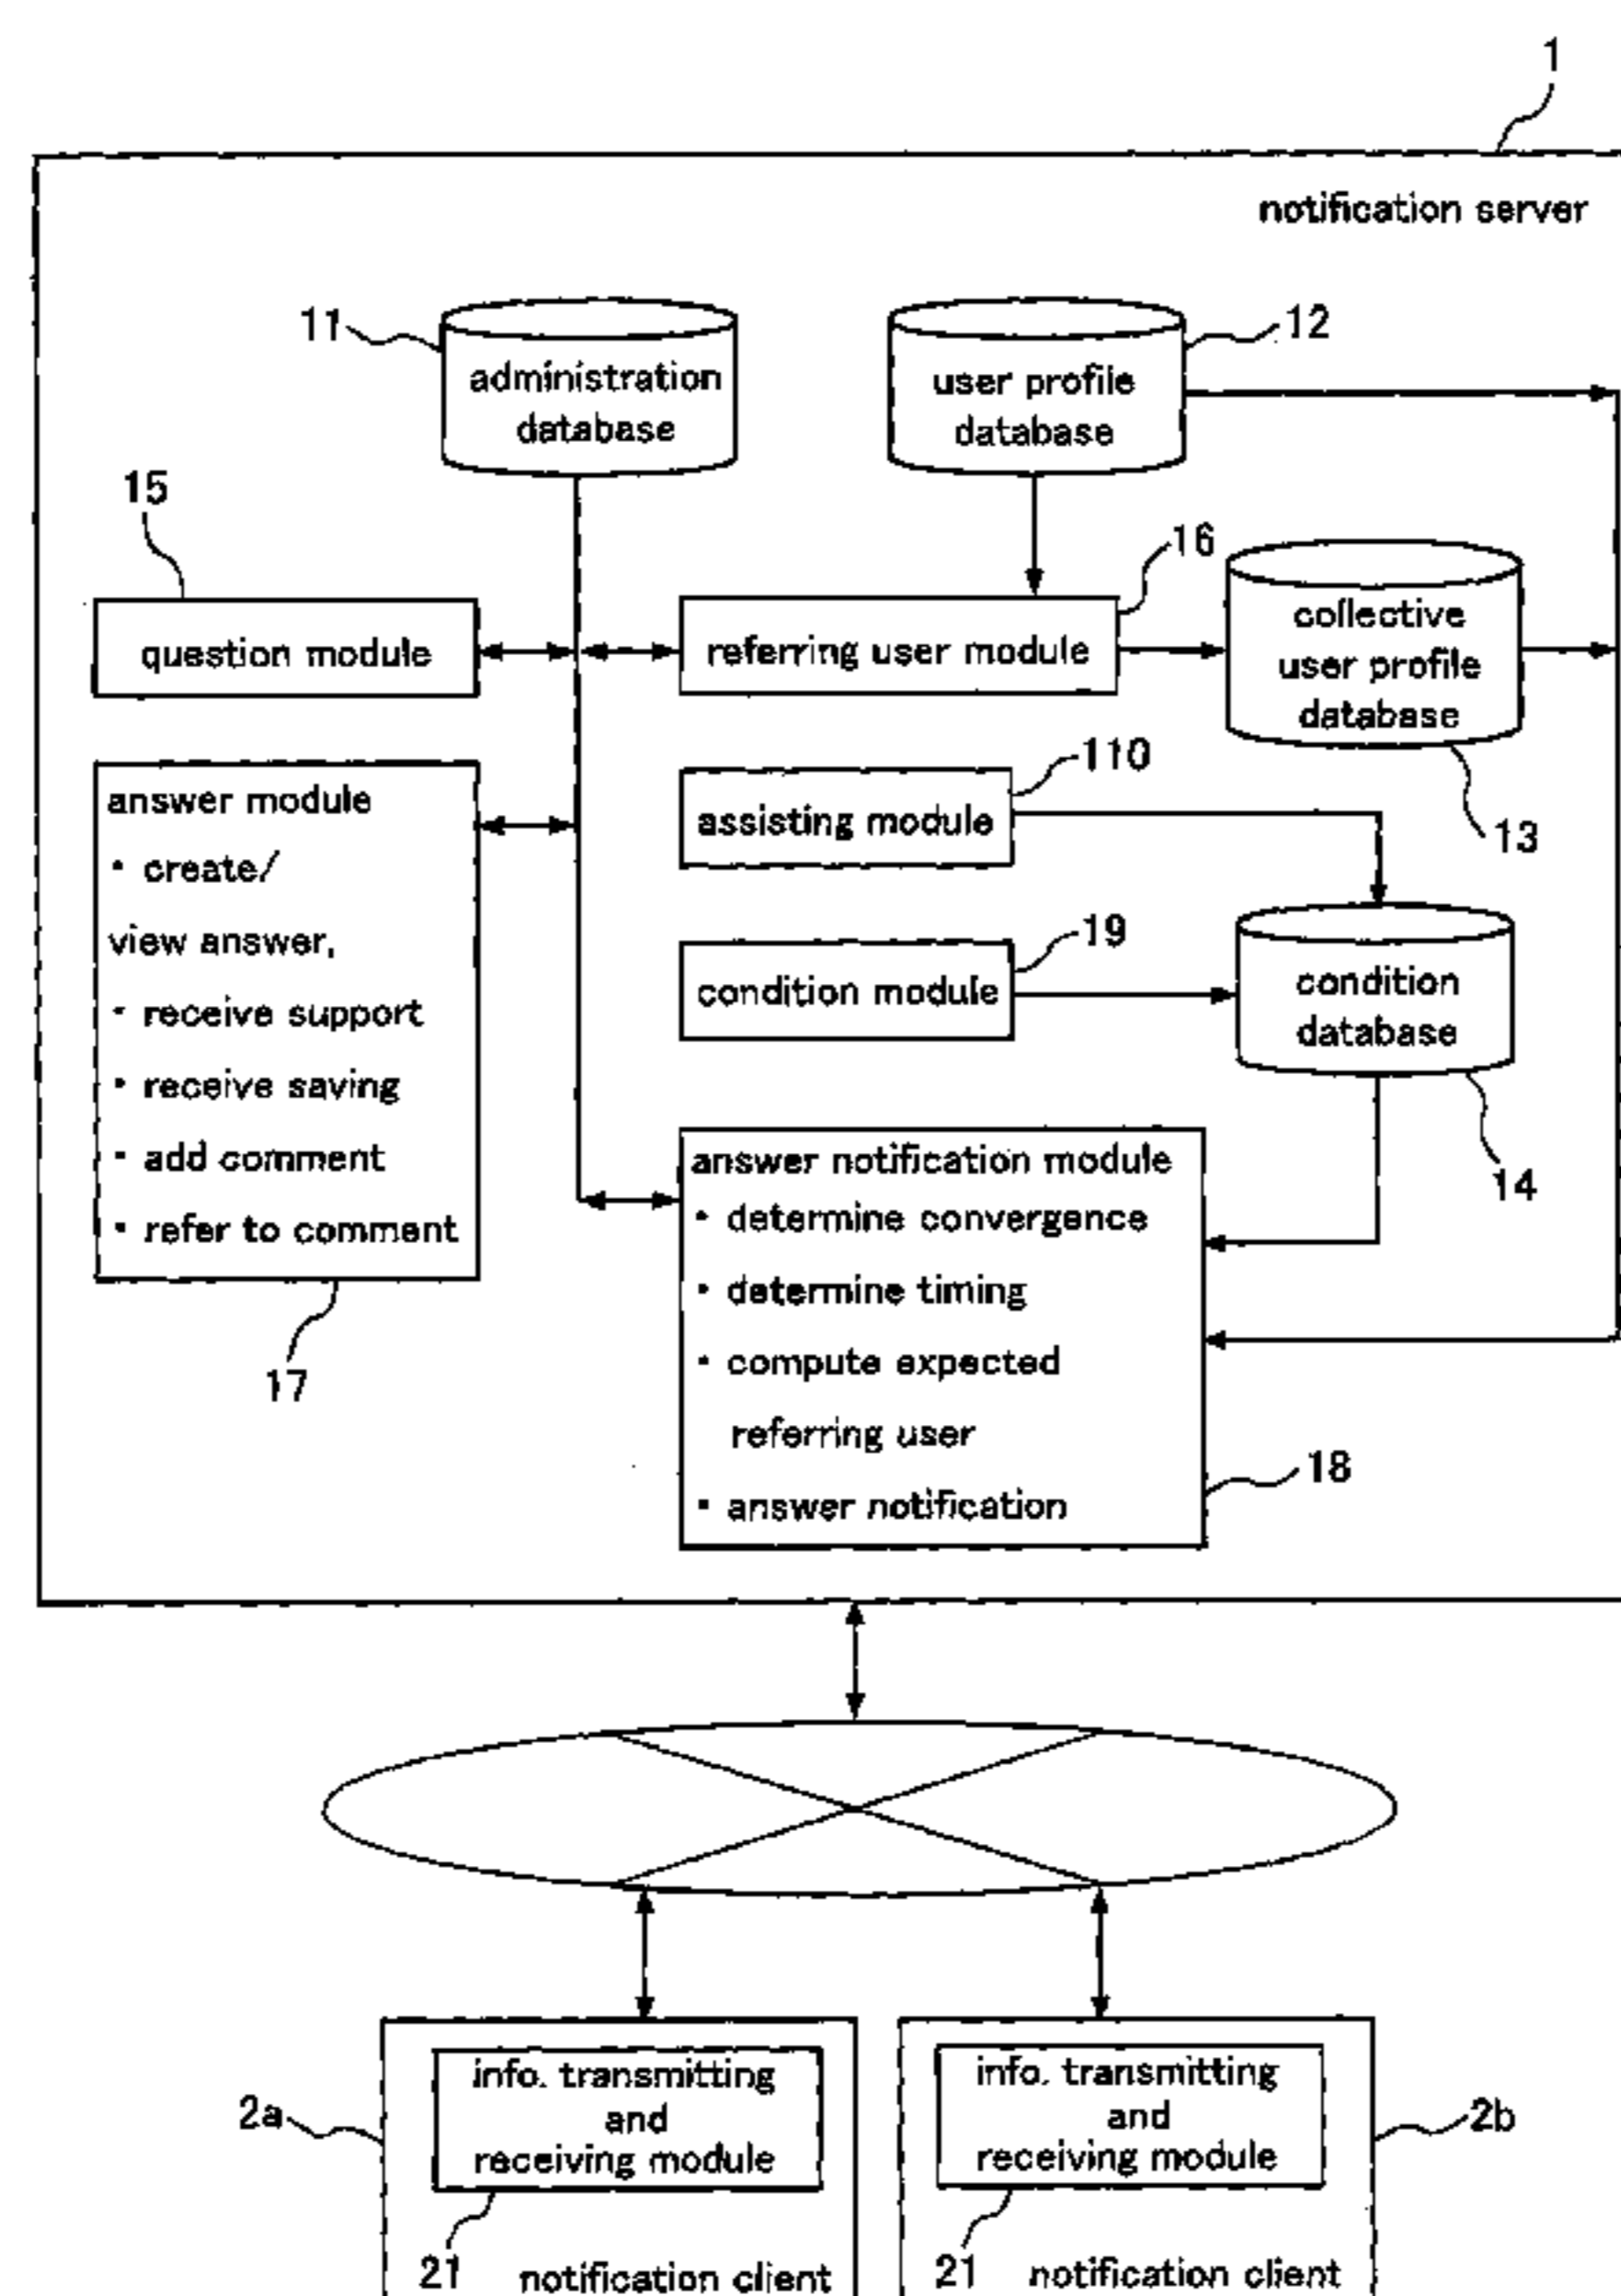 1
notification server
11
administration
database
12
user profile
database
15
question module
16
referring user module
collective
user profile
database
13
answer module
・ create/
view answer,
・ receive support
・ receive saving
・ add comment
・ refer to comment
17
110
assisting module
19
condition module
condition
database
14
answer notification module
・ determine convergence
・ determine timing
・ compute expected
referring user
・ answer notification
18
2a
info. transmitting
and
receiving module
21
notification client
2b
info. transmitting
and
receiving module
21
notification client